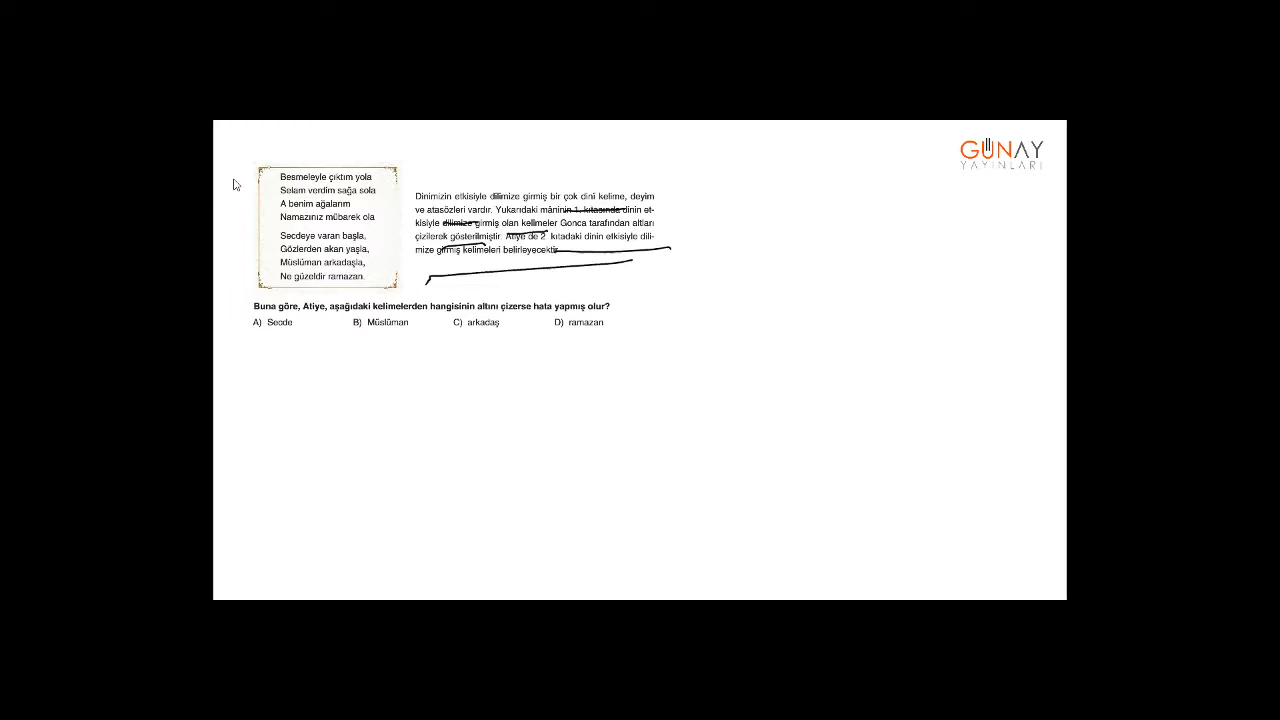 GÜNAY
YAYINLARI
Besmeleyle çıktım yola
Selam verdim sağa sola
A benim ağalarım
Namazınız mübarek ola
Secdeye varan başla,
Gözlerden akan yaşla,
Müslüman arkadaşla,
Ne güzeldir ramazan.
Dinimizin etkisiyle dilimize girmiş bir çok dinî kelime, deyim
ve atasözleri vardır. Yukarıdaki mâninin 1. kıtasında dinin et-
kisiyle dilimize girmiş olan kelimeler Gonca tarafından altları
çizilerek gösterilmiştir. Atiye de 2. kıtadaki dinin etkisiyle dili-
mize girmiş kelimeleri belirleyecektir.
Buna göre, Atiye, aşağıdaki kelimelerden hangisinin altını çizerse hata yapmış olur?
A) Secde B) Müslüman C) arkadaş D) ramazan